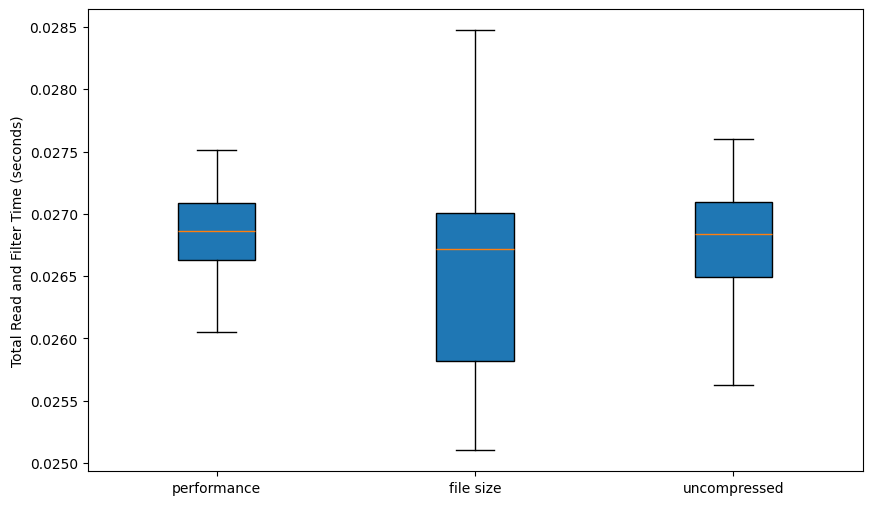 Total Read and Filter Time (seconds)
0.0285
0.0280
0.0275
0.0270
0.0265
0.0260
0.0255
0.0250
performance
file size
uncompressed